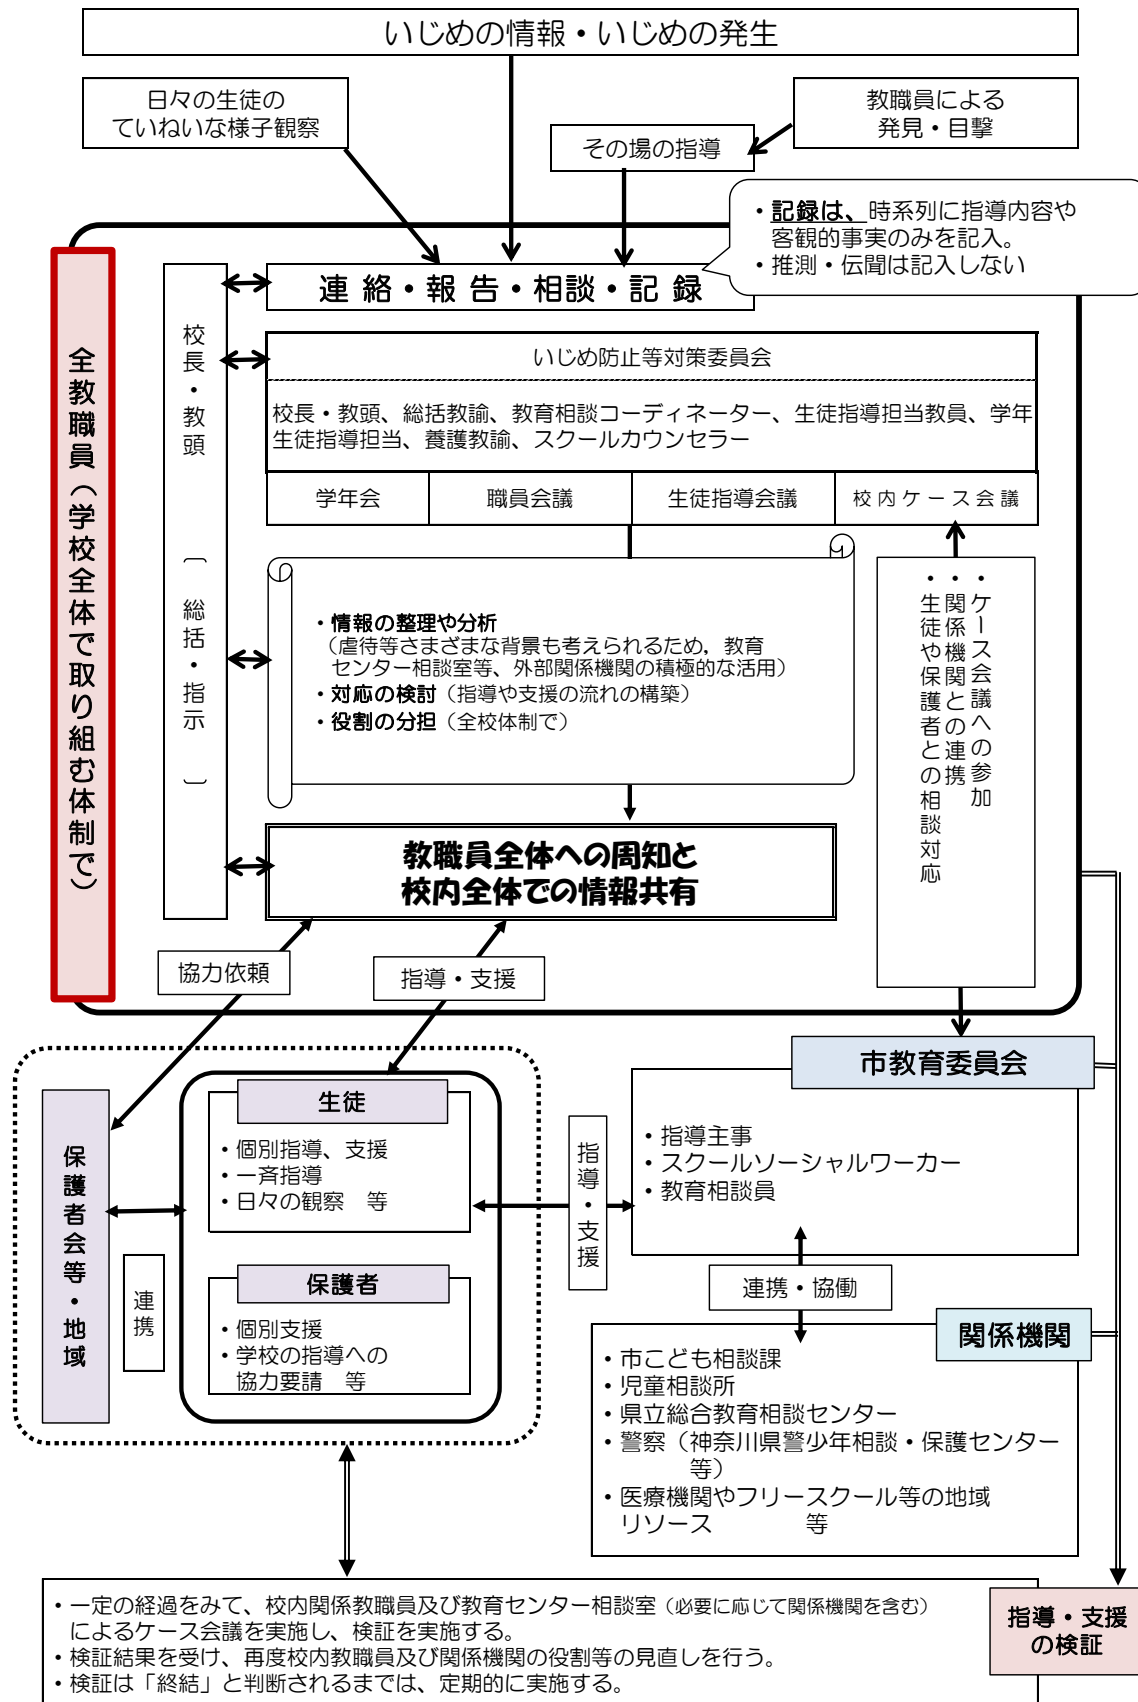 いじめの情報・いじめの発生
日々の生徒の
ていねいな様子観察
教職員による
発見・目撃
その場の指導
・記録は、時系列に指導内容や
客観的事実のみを記入。
・推測・伝聞は記入しない
連絡・報告・相談・記録
全教職員（学校全体で取り組む体制で）
校長・教頭
〔総括・指示〕
いじめ防止等対策委員会
校長・教頭、総括教諭、教育相談コーディネーター、生徒指導担当教員、学年
生徒指導担当、養護教諭、スクールカウンセラー
学年会
職員会議
生徒指導会議
校内ケース会議
・情報の整理や分析
（虐待等さまざまな背景も考えられるため，教育
センター相談室等、外部関係機関の積極的な活用）
・対応の検討（指導や支援の流れの構築）
・役割の分担（全校体制で）
・ケース会議への参加
・関係機関との連携
・生徒や保護者との相談対応
教職員全体への周知と
校内全体での情報共有
協力依頼
指導・支援
市教育委員会
・指導主事
・スクールソーシャルワーカー
・教育相談員
保護者会等・地域
連携
生徒
・個別指導、支援
・一斉指導
・日々の観察　等
保護者
・個別支援
・学校の指導への
協力要請　等
指導・支援
連携・協働
関係機関
・市こども相談課
・児童相談所
・県立総合教育相談センター
・警察（神奈川県警少年相談・保護センター
等）
・医療機関やフリースクール等の地域
リソース　　　　等
・一定の経過をみて、校内関係教職員及び教育センター相談室（必要に応じて関係機関を含む）
によるケース会議を実施し、検証を実施する。
・検証結果を受け、再度校内教職員及び関係機関の役割等の見直しを行う。
・検証は「終結」と判断されるまでは、定期的に実施する。
指導・支援
の検証